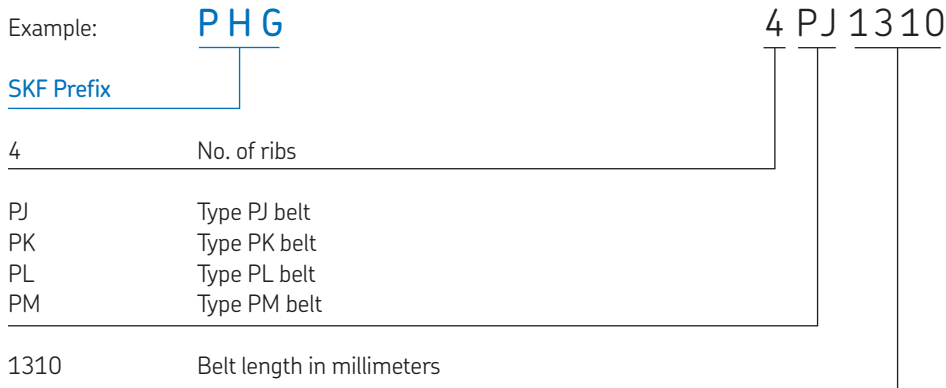 Example: PHG 4 PJ 1310
SKF Prefix
4 No. of ribs
PJ Type PJ belt
PK Type PK belt
PL Type PL belt
PM Type PM belt
1310 Belt length in millimeters